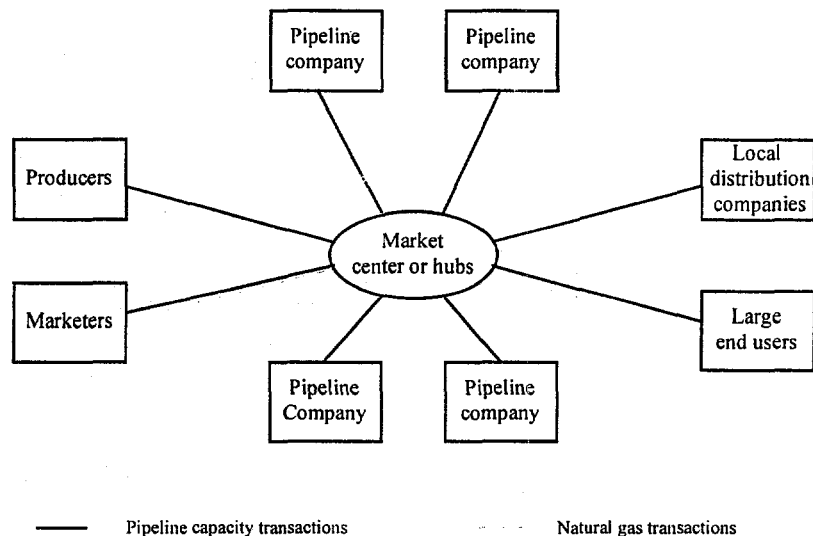 Pipeline
company
Pipeline
company
Producers
Local
distribution
companies
Market
center or hubs
Marketers
Large
end users
Pipeline
Company
Pipeline
company
Pipeline capacity transactions
Natural gas transactions